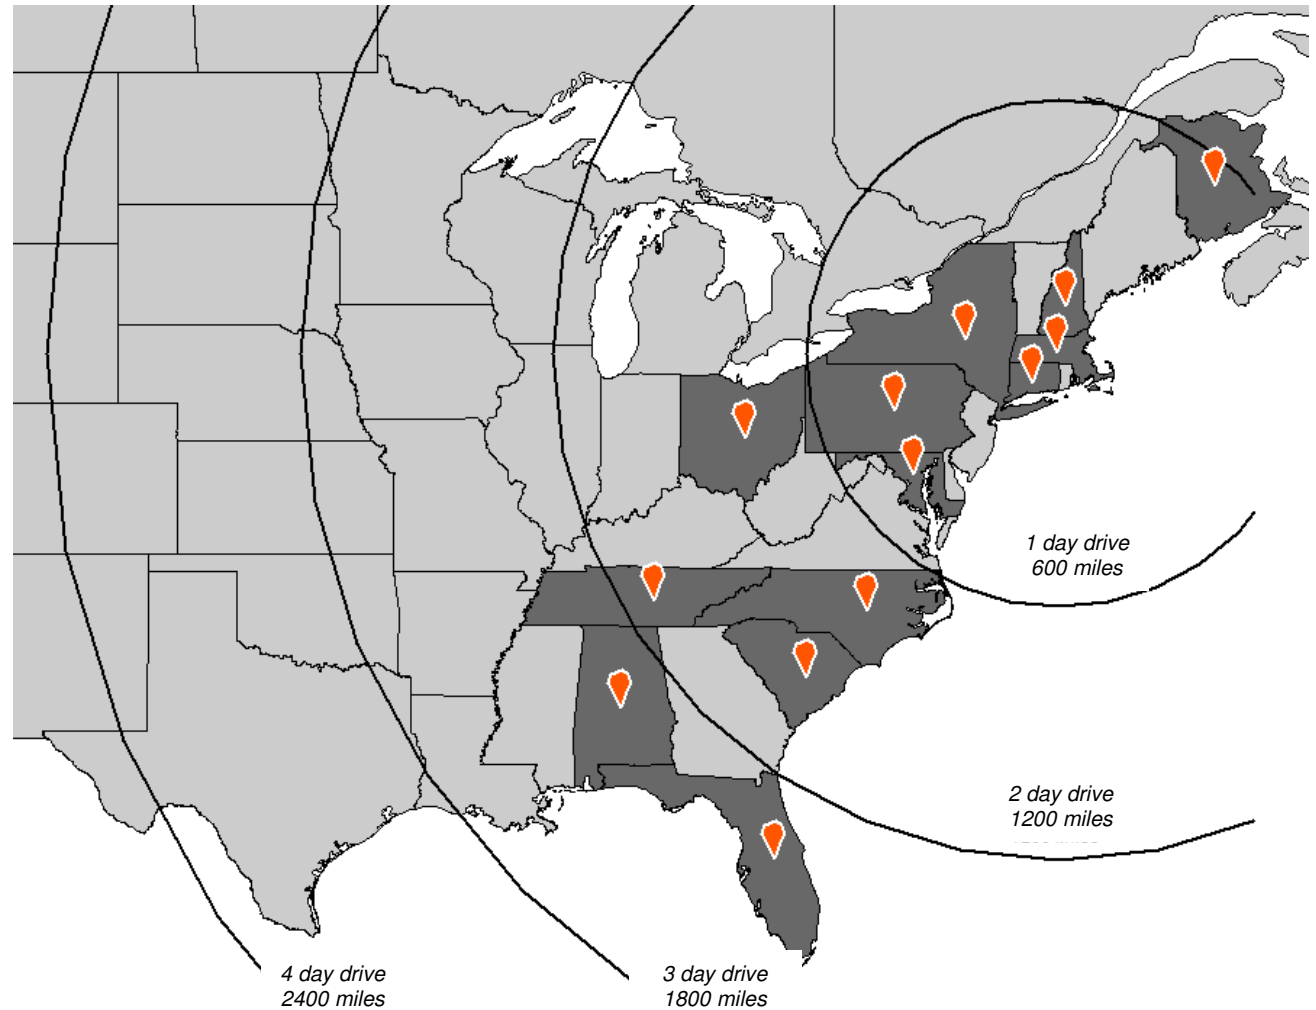 1 day drive
600 miles
2 day drive
1200 miles
4 day drive
2400 miles
3 day drive
1800 miles